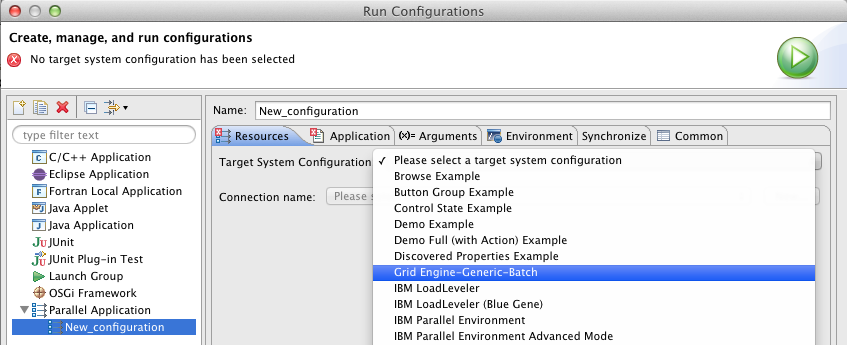 Run Configurations
Create, manage, and run configurations
No target system configuration has been selected
Name: New_configuration
type filter text
C/C++ Application
Eclipse Application
Fortran Local Application
Java Applet
Java Application
JUnit
JUnit Plug-in Test
Launch Group
OSGi Framework
Parallel Application
New_configuration
Resources Application (x)= Arguments Environment Synchronize Common
Target System Configuration
Connection name: Please s
✓ Please select a target system configuration
Browse Example
Button Group Example
Control State Example
Demo Example
Demo Full (with Action) Example
Discovered Properties Example
Grid Engine-Generic-Batch
IBM LoadLeveler
IBM LoadLeveler (Blue Gene)
IBM Parallel Environment
IBM Parallel Environment Advanced Mode